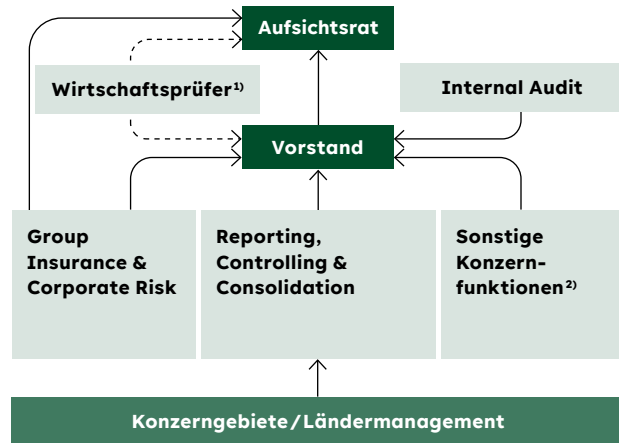 Aufsichtsrat
Wirtschaftsprüfer¹⁾
Internal Audit
Vorstand
Group
Insurance &
Corporate Risk
Reporting,
Controlling &
Consolidation
Sonstige
Konzern-
funktionen²⁾
Konzerngebiete/Ländermanagement